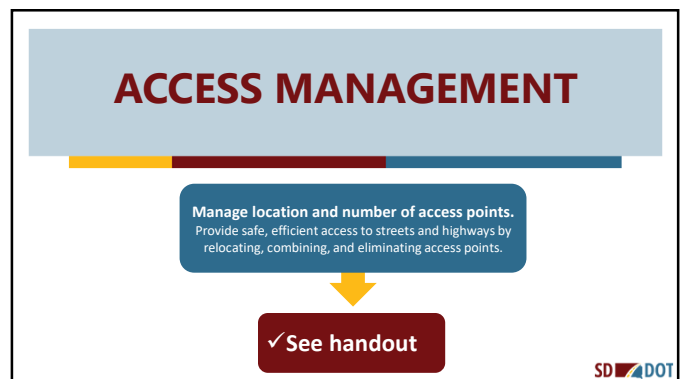 ACCESS MANAGEMENT
Manage location and number of access points.
Provide safe, efficient access to streets and highways by
relocating, combining, and eliminating access points.
✓See handout
SD DOT